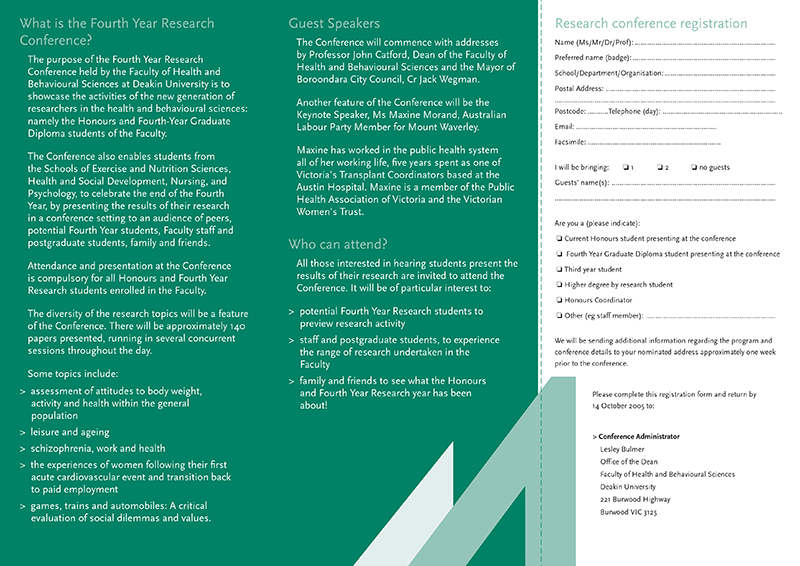 What is the Fourth Year Research
Conference?
The purpose of the Fourth Year Research
Conference held by the Faculty of Health and
Behavioural Sciences at Deakin University is to
showcase the activities of the new generation of
researchers in the health and behavioural sciences:
namely the Honours and Fourth-Year Graduate
Diploma students of the Faculty.
The Conference also enables students from
the Schools of Exercise and Nutrition Sciences,
Health and Social Development, Nursing, and
Psychology, to celebrate the end of the Fourth
Year, by presenting the results of their research
in a conference setting to an audience of peers,
potential Fourth Year students, Faculty staff and
postgraduate students, family and friends.
Attendance and presentation at the Conference
is compulsory for all Honours and Fourth Year
Research students enrolled in the Faculty.
The diversity of the research topics will be a feature
of the Conference. There will be approximately 140
papers presented, running in several concurrent
sessions throughout the day.
Some topics include:
> assessment of attitudes to body weight,
activity and health within the general
population
> leisure and ageing
> schizophrenia, work and health
> the experiences of women following their first
acute cardiovascular event and transition back
to paid employment
> games, trains and automobiles: A critical
evaluation of social dilemmas and values.
Guest Speakers
The Conference will commence with addresses
by Professor John Catford, Dean of the Faculty of
Health and Behavioural Sciences and the Mayor of
Boroondara City Council, Cr Jack Wegman.
Another feature of the Conference will be the
Keynote Speaker, Ms Maxine Morand, Australian
Labour Party Member for Mount Waverley.
Maxine has worked in the public health system
all of her working life, five years spent as one of
Victoria's Transplant Coordinators based at the
Austin Hospital. Maxine is a member of the Public
Health Association of Victoria and the Victorian
Women's Trust.
Who can attend?
All those interested in hearing students present the
results of their research are invited to attend the
Conference. It will be of particular interest to:
> potential Fourth Year Research students to
preview research activity
> staff and postgraduate students, to experience
the range of research undertaken in the
Faculty
> family and friends to see what the Honours
and Fourth Year Research year has been
about!
Research conference registration
Name (Ms/Mr/Dr/Prof):
Preferred name (badge):
School/Department/Organisation:
Postal Address:
Postcode: ..........Telephone (day):
Email:
Facsimile:
I will be bringing: ❏ 1 ❏ 2 ❏ no guests
Guests' name(s):
Are you a (please indicate):
❏ Current Honours student presenting at the conference
❏ Fourth Year Graduate Diploma student presenting at the conference
❏ Third year student
❏ Higher degree by research student
❏ Honours Coordinator
❏ Other (eg staff member):
We will be sending additional information regarding the program and
conference details to your nominated address approximately one week
prior to the conference.
Please complete this registration form and return by
14 October 2005 to:
> Conference Administrator
Lesley Bulmer
Office of the Dean
Faculty of Health and Behavioural Sciences
Deakin University
221 Burwood Highway
Burwood VIC 3125